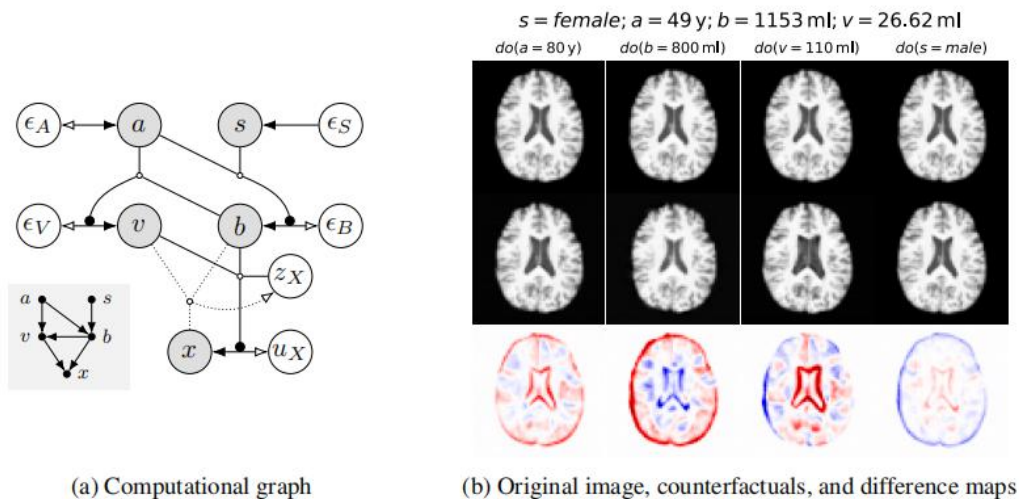 s = female; a = 49 y; b = 1153 ml; v = 26.62 ml
do(a = 80 y) do(b = 800 ml) do(v = 110 ml) do(s = male)
ϵ_A a s ϵ_S
ϵ_V v b ϵ_B
z_X
x u_X
a s
v b
x
(a) Computational graph
(b) Original image, counterfactuals, and difference maps